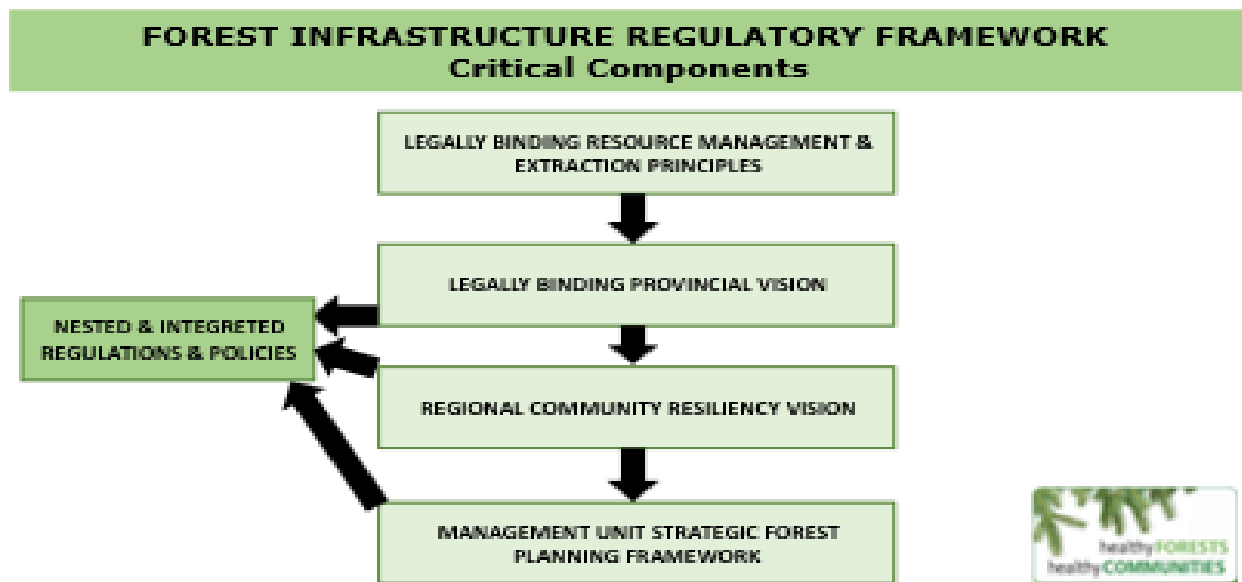 FOREST INFRASTRUCTURE REGULATORY FRAMEWORK
Critical Components
LEGALLY BINDING RESOURCE MANAGEMENT &
EXTRACTION PRINCIPLES
LEGALLY BINDING PROVINCIAL VISION
NESTED & INTEGRETED
REGULATIONS & POLICIES
REGIONAL COMMUNITY RESILIENCY VISION
MANAGEMENT UNIT STRATEGIC FOREST
PLANNING FRAMEWORK
healthyFORESTS
healthyCOMMUNITIES